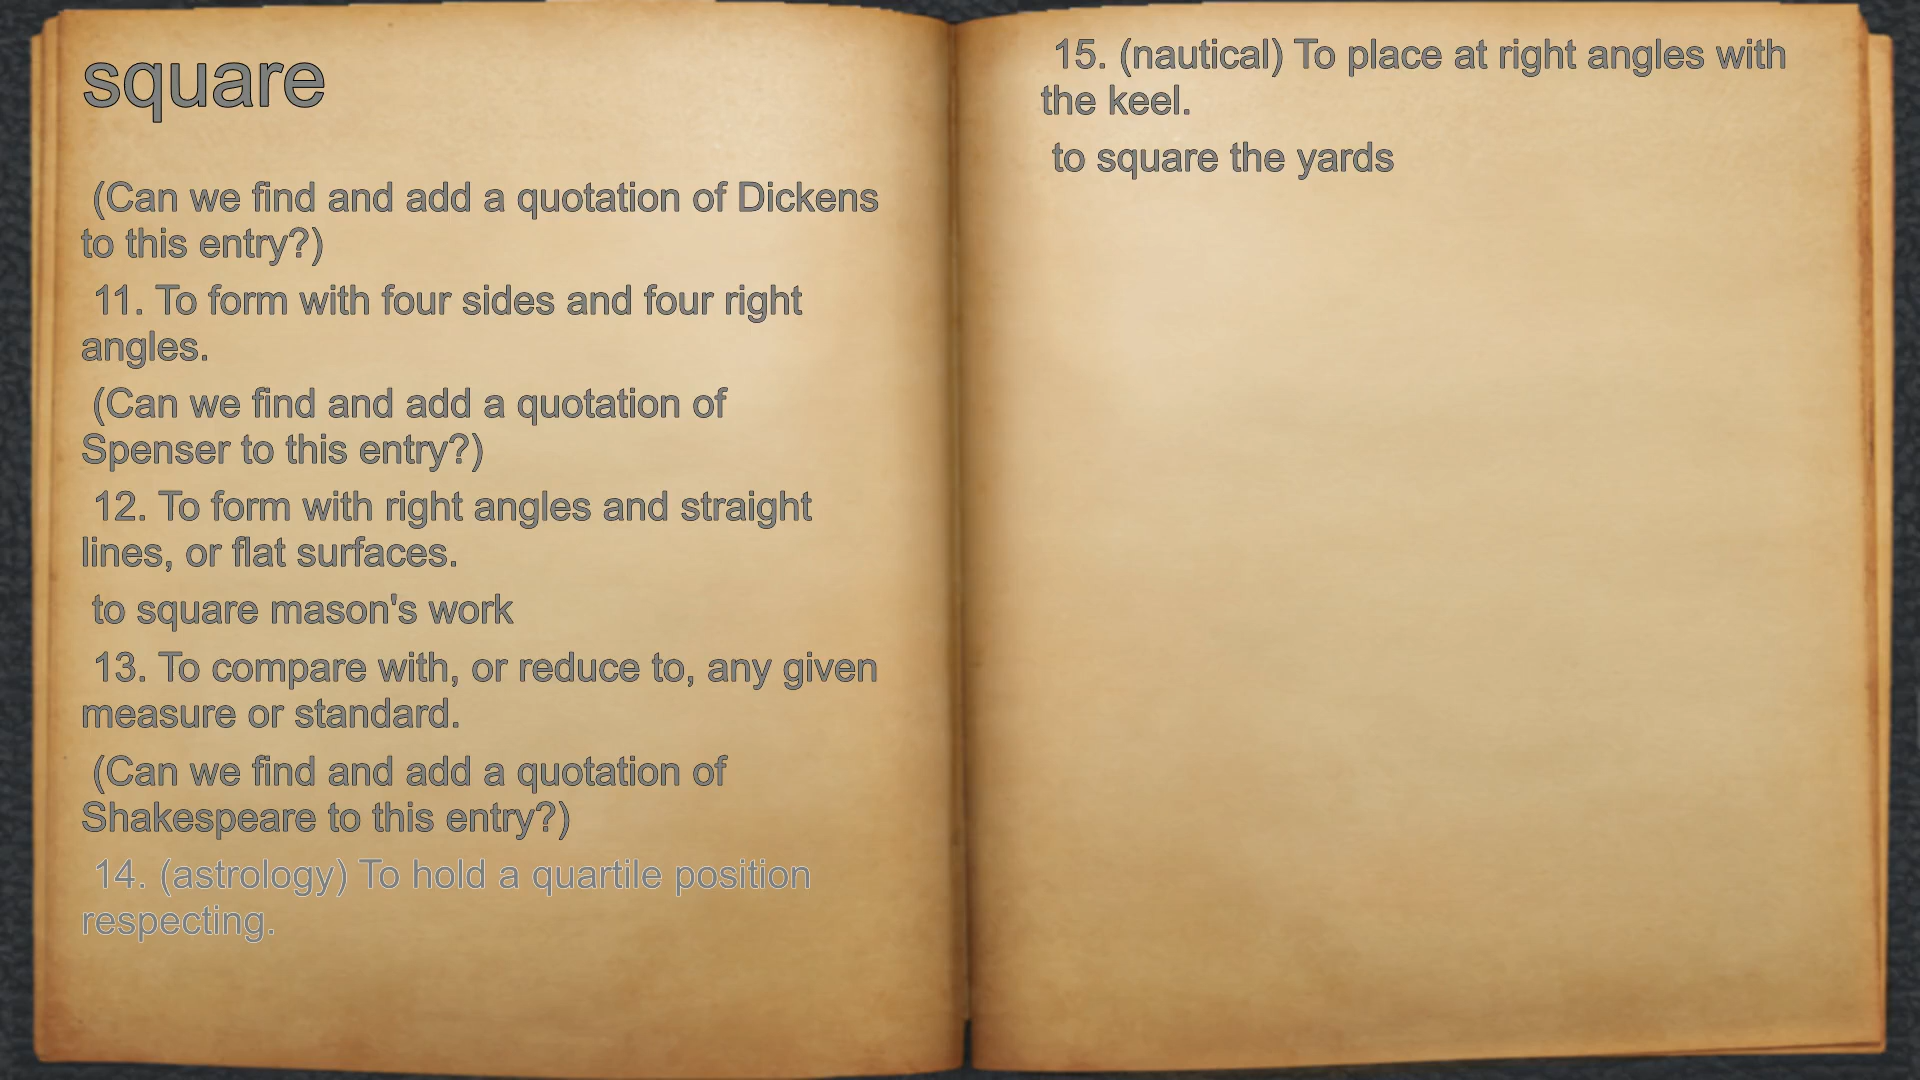 square
(Can we find and add a quotation of Dickens
to this entry?)
11. To form with four sides and four right
angles.
(Can we find and add a quotation of
Spenser to this entry?)
12. To form with right angles and straight
lines, or flat surfaces.
to square mason's work
13. To compare with, or reduce to, any given
measure or standard.
(Can we find and add a quotation of
Shakespeare to this entry?)
14. (astrology) To hold a quartile position
respecting.
15. (nautical) To place at right angles with
the keel.
to square the yards